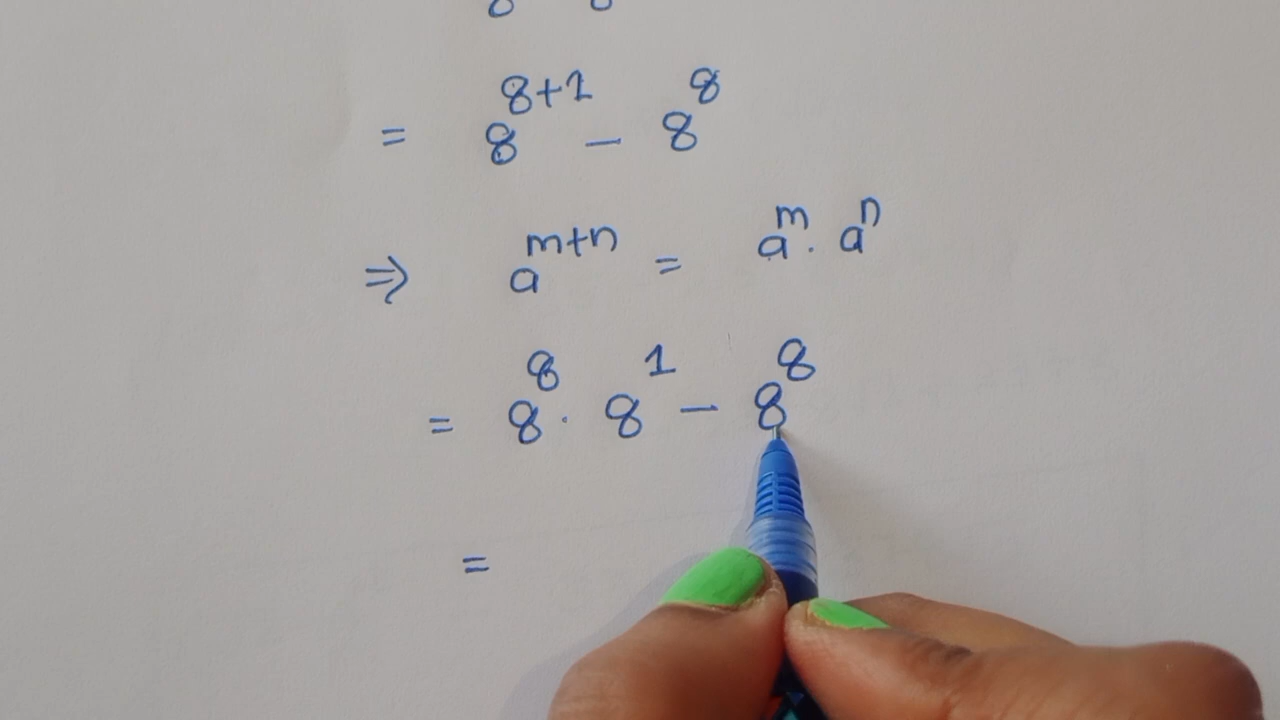 = 8^{8+1} - 8^8
⇒ a^{m+n} = a^m . a^n
= 8^8 . 8^1 - 8^8
=